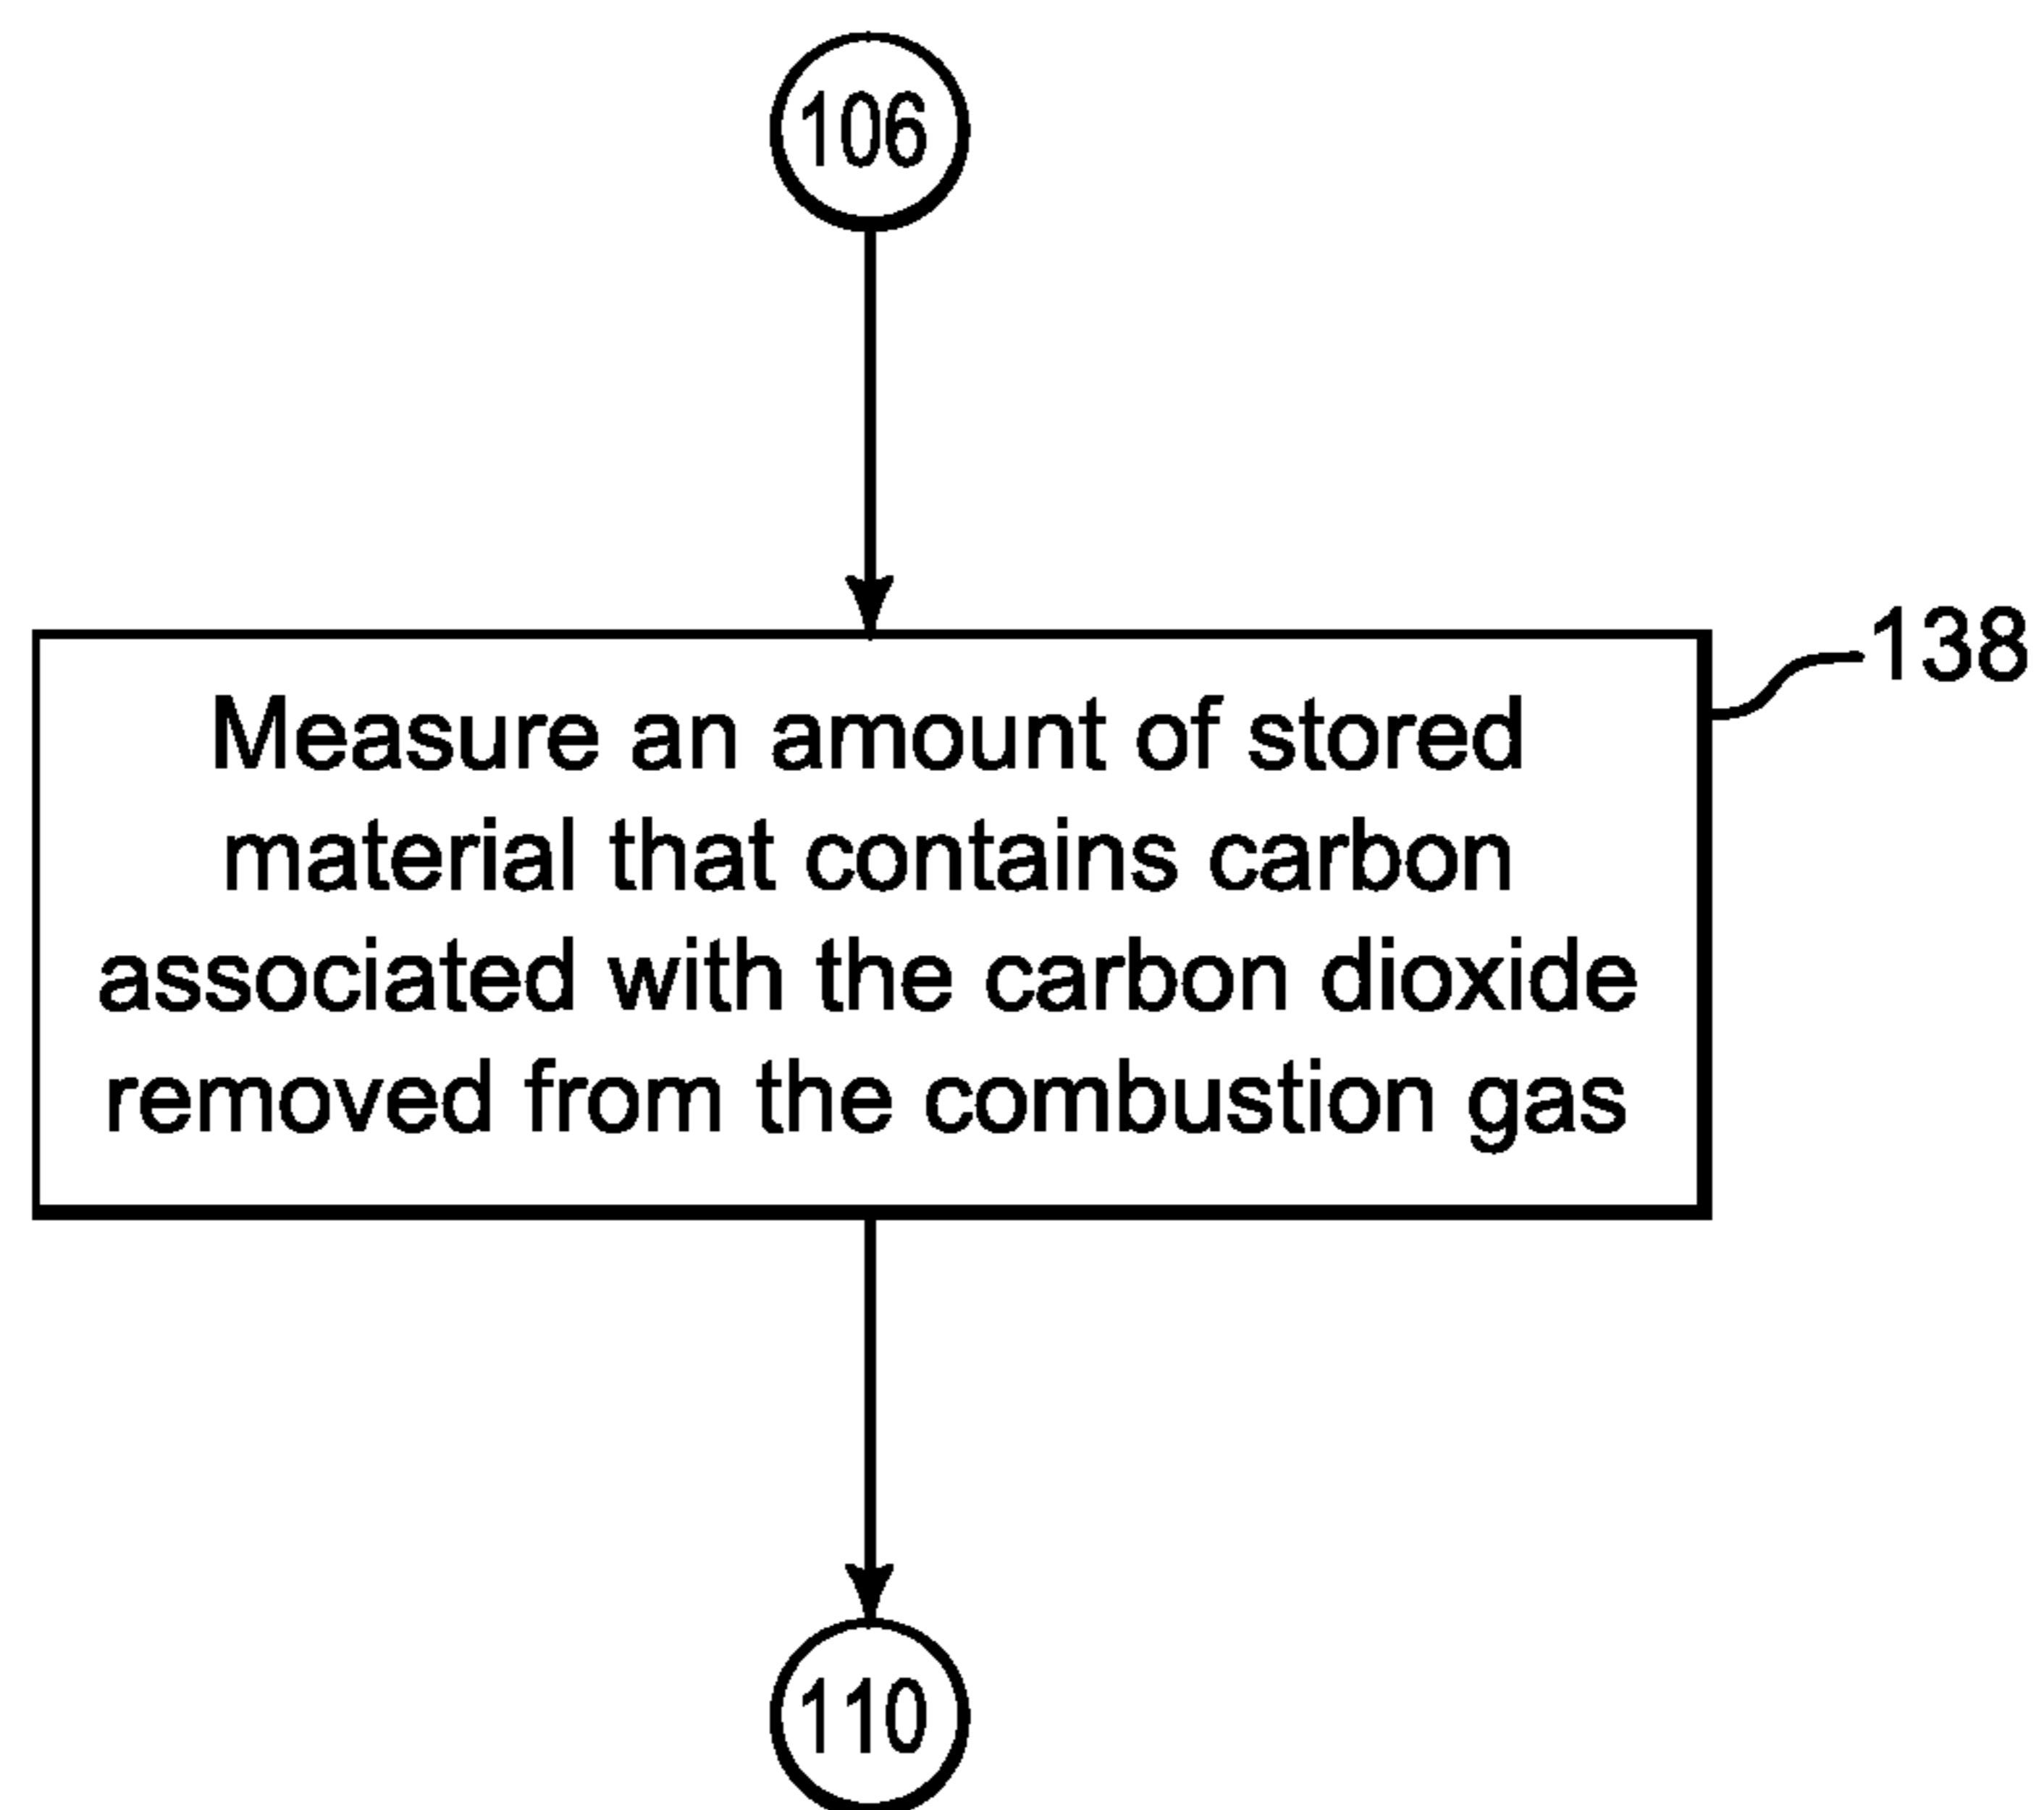 106
138
Measure an amount of stored
material that contains carbon
associated with the carbon dioxide
removed from the combustion gas
110